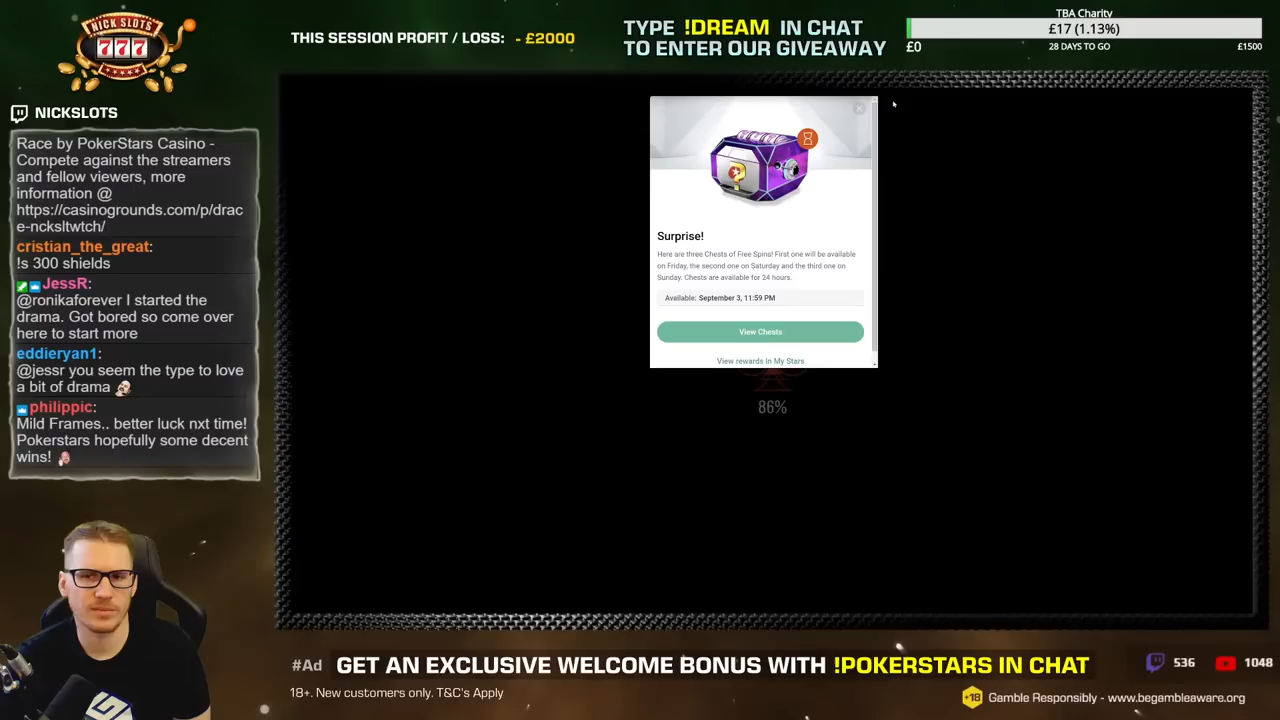 NICK SLOTS
777
THIS SESSION PROFIT / LOSS: - £2000
TYPE !DREAM IN CHAT
TO ENTER OUR GIVEAWAY
TBA Charity
£17 (1.13%)
£0
28 DAYS TO GO
£1500
NICKSLOTS
Race by PokerStars Casino -
Compete against the streamers
and fellow viewers, more
information @
https://casinogrounds.com/p/drac
e-ncksltwtch/
cristian_the_great:
!s 300 shields
JessR:
@ronikaforever I started the
drama. Got bored so come over
here to start more
eddieryan1:
@jessr you seem the type to love
a bit of drama
philippic:
Mild Frames.. better luck nxt time!
Pokerstars hopefully some decent
wins!
Surprise!
Here are three Chests of Free Spins! First one will be available
on Friday, the second one on Saturday and the third one on
Sunday. Chests are available for 24 hours.
Available: September 3, 11:59 PM
View Chests
View rewards in My Stars
86%
#Ad GET AN EXCLUSIVE WELCOME BONUS WITH !POKERSTARS IN CHAT
18+. New customers only. T&C's Apply
536
1048
+18 Gamble Responsibly - www.begambleaware.org